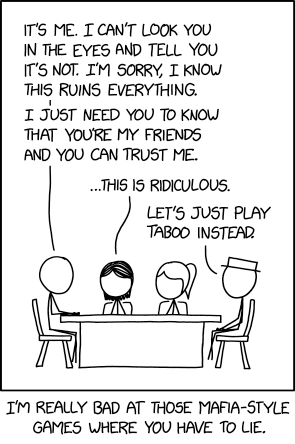 IT'S ME. I CAN'T LOOK YOU
IN THE EYES AND TELL YOU
IT'S NOT. I'M SORRY, I KNOW
THIS RUINS EVERYTHING.
I JUST NEED YOU TO KNOW
THAT YOU'RE MY FRIENDS
AND YOU CAN TRUST ME.
...THIS IS RIDICULOUS.
LET'S JUST PLAY
TABOO INSTEAD.
I'M REALLY BAD AT THOSE MAFIA-STYLE
GAMES WHERE YOU HAVE TO LIE.